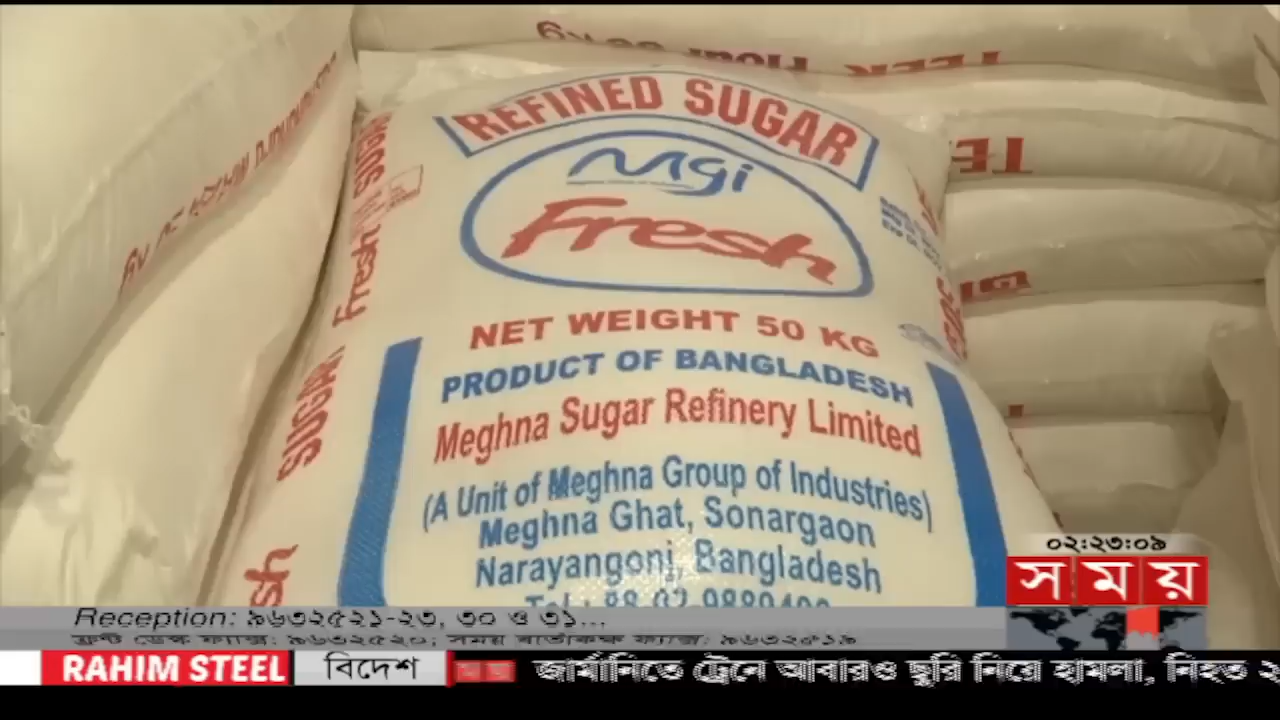 REFINED SUGAR
MGI
Fresh
NET WEIGHT 50 KG
PRODUCT OF BANGLADESH
Meghna Sugar Refinery Limited
(A Unit of Meghna Group of Industries)
Meghna Ghat, Sonargaon
Narayangonj, Bangladesh
SUGAR
Fresh
SUGAR
০২:২৩:০৯
সময়
Reception: ৯৬৩২৫২১-২৩, ৩০ ও ৩১...
RAHIM STEEL
বিদেশ
জার্মানিতে ট্রেনে আবারও ছুরি নিয়ে হামলা, নিহত ২